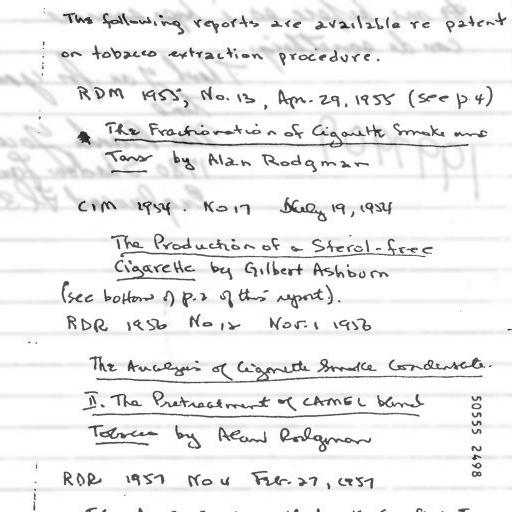 The following reports are available re patent
on tobacco extraction procedure.
RDM 1955, No. 13, Apr. 29, 1955 (see p. 4)
The Fractionation of Cigarette Smoke and
Tars by Alan Rodgman
CIM 1954. No 17 July 19, 1954
The Production of a Sterol-free
Cigarette by Gilbert Ashburn
(see bottom of p. 2 of this report).
RDR 1956 No 12 Nov. 1 1956
The Analysis of Cigarette Smoke Condensate.
II. The Pretreatment of CAMEL blend
Tobacco by Alan Rodgman
RDR 1957 No 4 Feb. 27, 1957
50555 2498